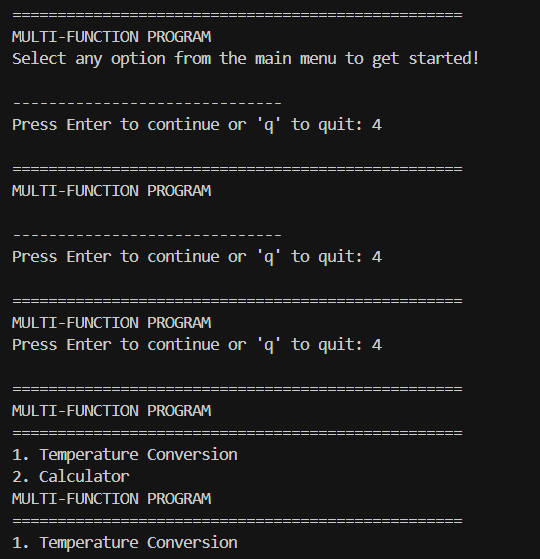 ==================================================
MULTI-FUNCTION PROGRAM
Select any option from the main menu to get started!
------------------------------
Press Enter to continue or 'q' to quit: 4
==================================================
MULTI-FUNCTION PROGRAM
------------------------------
Press Enter to continue or 'q' to quit: 4
==================================================
MULTI-FUNCTION PROGRAM
Press Enter to continue or 'q' to quit: 4
==================================================
MULTI-FUNCTION PROGRAM
==================================================
1. Temperature Conversion
2. Calculator
MULTI-FUNCTION PROGRAM
==================================================
1. Temperature Conversion